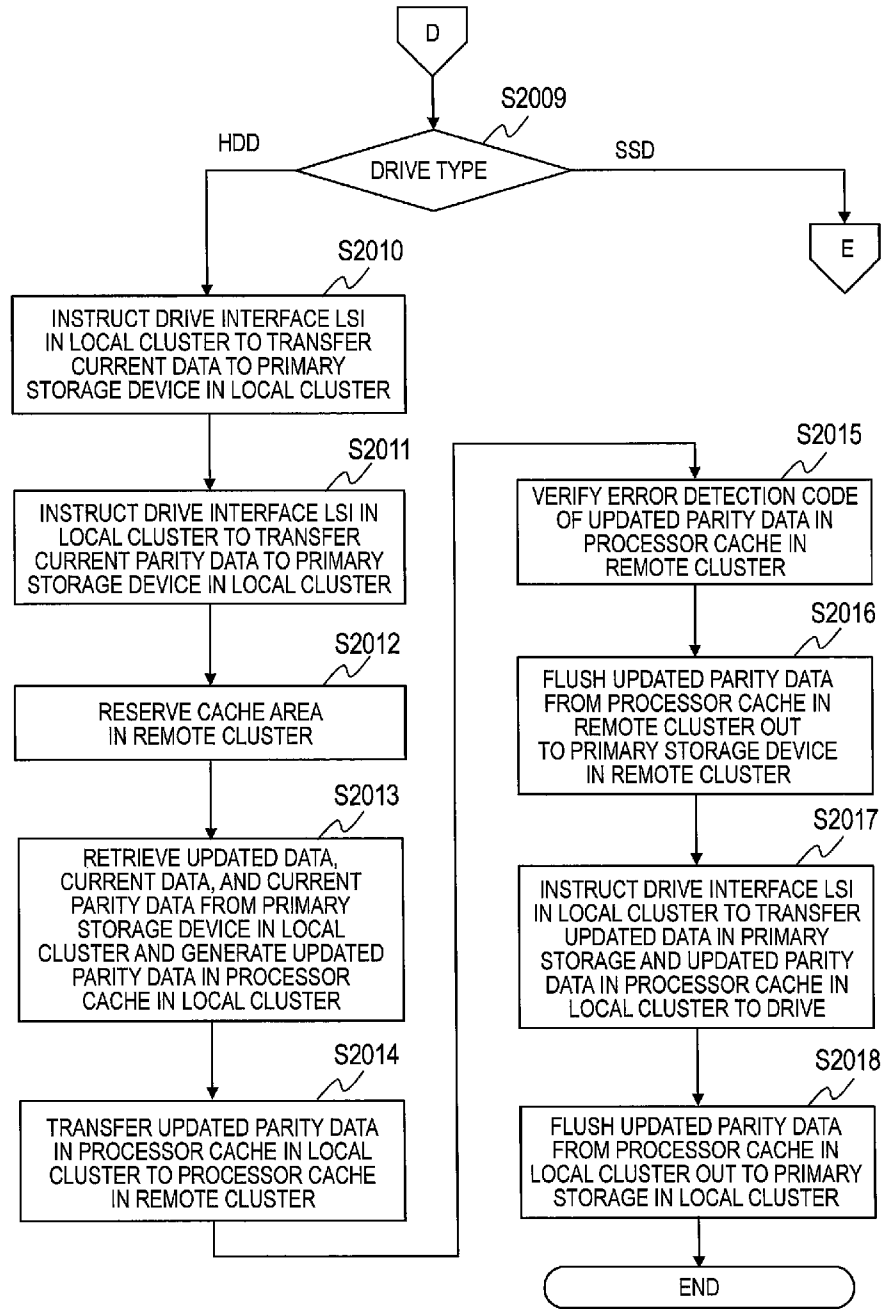 D
S2009
HDD
DRIVE TYPE
SSD
E
S2010
INSTRUCT DRIVE INTERFACE LSI
IN LOCAL CLUSTER TO TRANSFER
CURRENT DATA TO PRIMARY
STORAGE DEVICE IN LOCAL CLUSTER
S2011
INSTRUCT DRIVE INTERFACE LSI IN
LOCAL CLUSTER TO TRANSFER
CURRENT PARITY DATA TO PRIMARY
STORAGE DEVICE IN LOCAL CLUSTER
S2012
RESERVE CACHE AREA
IN REMOTE CLUSTER
S2013
RETRIEVE UPDATED DATA,
CURRENT DATA, AND CURRENT
PARITY DATA FROM PRIMARY
STORAGE DEVICE IN LOCAL
CLUSTER AND GENERATE UPDATED
PARITY DATA IN PROCESSOR
CACHE IN LOCAL CLUSTER
S2014
TRANSFER UPDATED PARITY DATA
IN PROCESSOR CACHE IN LOCAL
CLUSTER TO PROCESSOR CACHE
IN REMOTE CLUSTER
S2015
VERIFY ERROR DETECTION CODE
OF UPDATED PARITY DATA IN
PROCESSOR CACHE IN
REMOTE CLUSTER
S2016
FLUSH UPDATED PARITY DATA
FROM PROCESSOR CACHE IN
REMOTE CLUSTER OUT
TO PRIMARY STORAGE DEVICE
IN REMOTE CLUSTER
S2017
INSTRUCT DRIVE INTERFACE LSI
IN LOCAL CLUSTER TO TRANSFER
UPDATED DATA IN PRIMARY
STORAGE AND UPDATED PARITY
DATA IN PROCESSOR CACHE IN
LOCAL CLUSTER TO DRIVE
S2018
FLUSH UPDATED PARITY DATA
FROM PROCESSOR CACHE IN
LOCAL CLUSTER OUT TO PRIMARY
STORAGE IN LOCAL CLUSTER
END